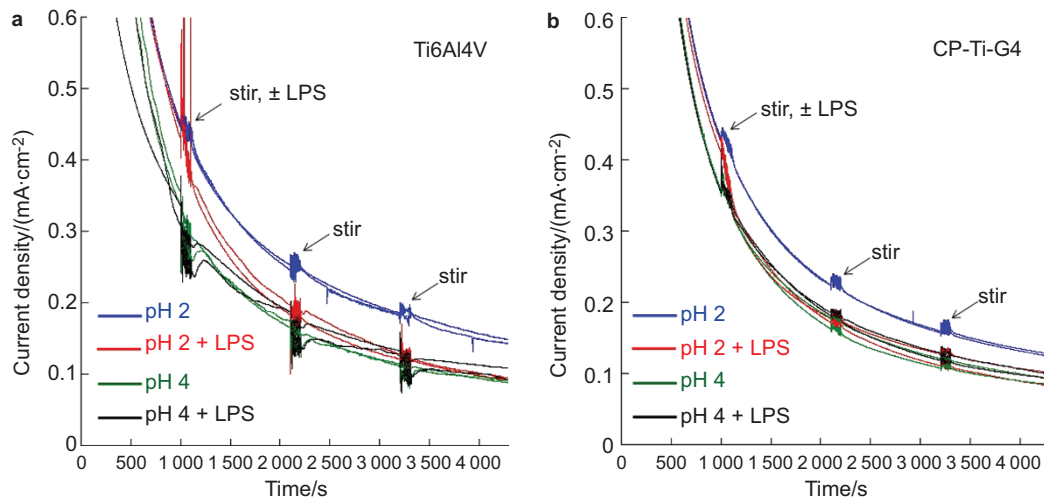 a
Ti6Al4V
Current density/(mA·cm-2)
0.6
0.5
0.4
0.3
0.2
0.1
0
stir, ± LPS
stir
stir
pH 2
pH 2 + LPS
pH 4
pH 4 + LPS
0 500 1 000 1 500 2 000 2 500 3 000 3 500 4 000
Time/s
b
CP-Ti-G4
Current density/(mA·cm-2)
0.6
0.5
0.4
0.3
0.2
0.1
0
stir, ± LPS
stir
stir
pH 2
pH 2 + LPS
pH 4
pH 4 + LPS
0 500 1 000 1 500 2 000 2 500 3 000 3 500 4 000
Time/s